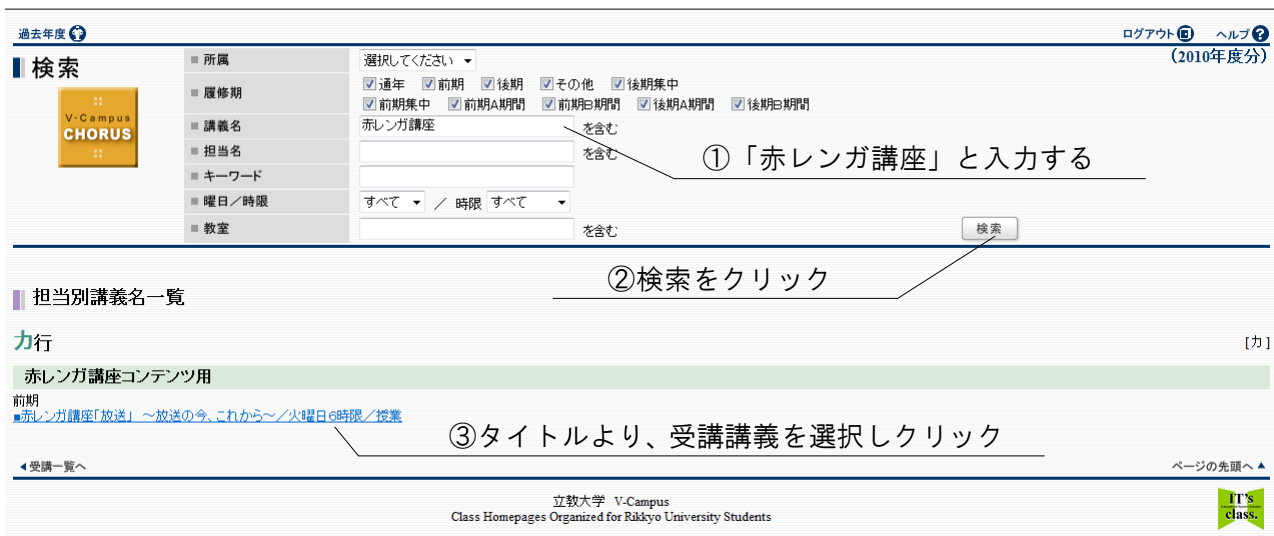 過去年度 ログアウト ヘルプ
検索 (2010年度分)
所属 選択してください
履修期 通年 前期 後期 その他 後期集中
前期集中 前期A期間 前期B期間 後期A期間 後期B期間
V-Campus
CHORUS
講義名 赤レンガ講座 を含む
担当名 を含む
①「赤レンガ講座」と入力する
キーワード
曜日／時限 すべて ／ 時限 すべて
教室 を含む 検索
②検索をクリック
担当別講義名一覧
カ行 [カ]
赤レンガ講座コンテンツ用
前期
■赤レンガ講座「放送」 ～放送の今、これから～／火曜日6時限／授業
③タイトルより、受講講義を選択しクリック
受講一覧へ ページの先頭へ
立教大学 V-Campus
Class Homepages Organized for Rikkyo University Students
IT's
class.